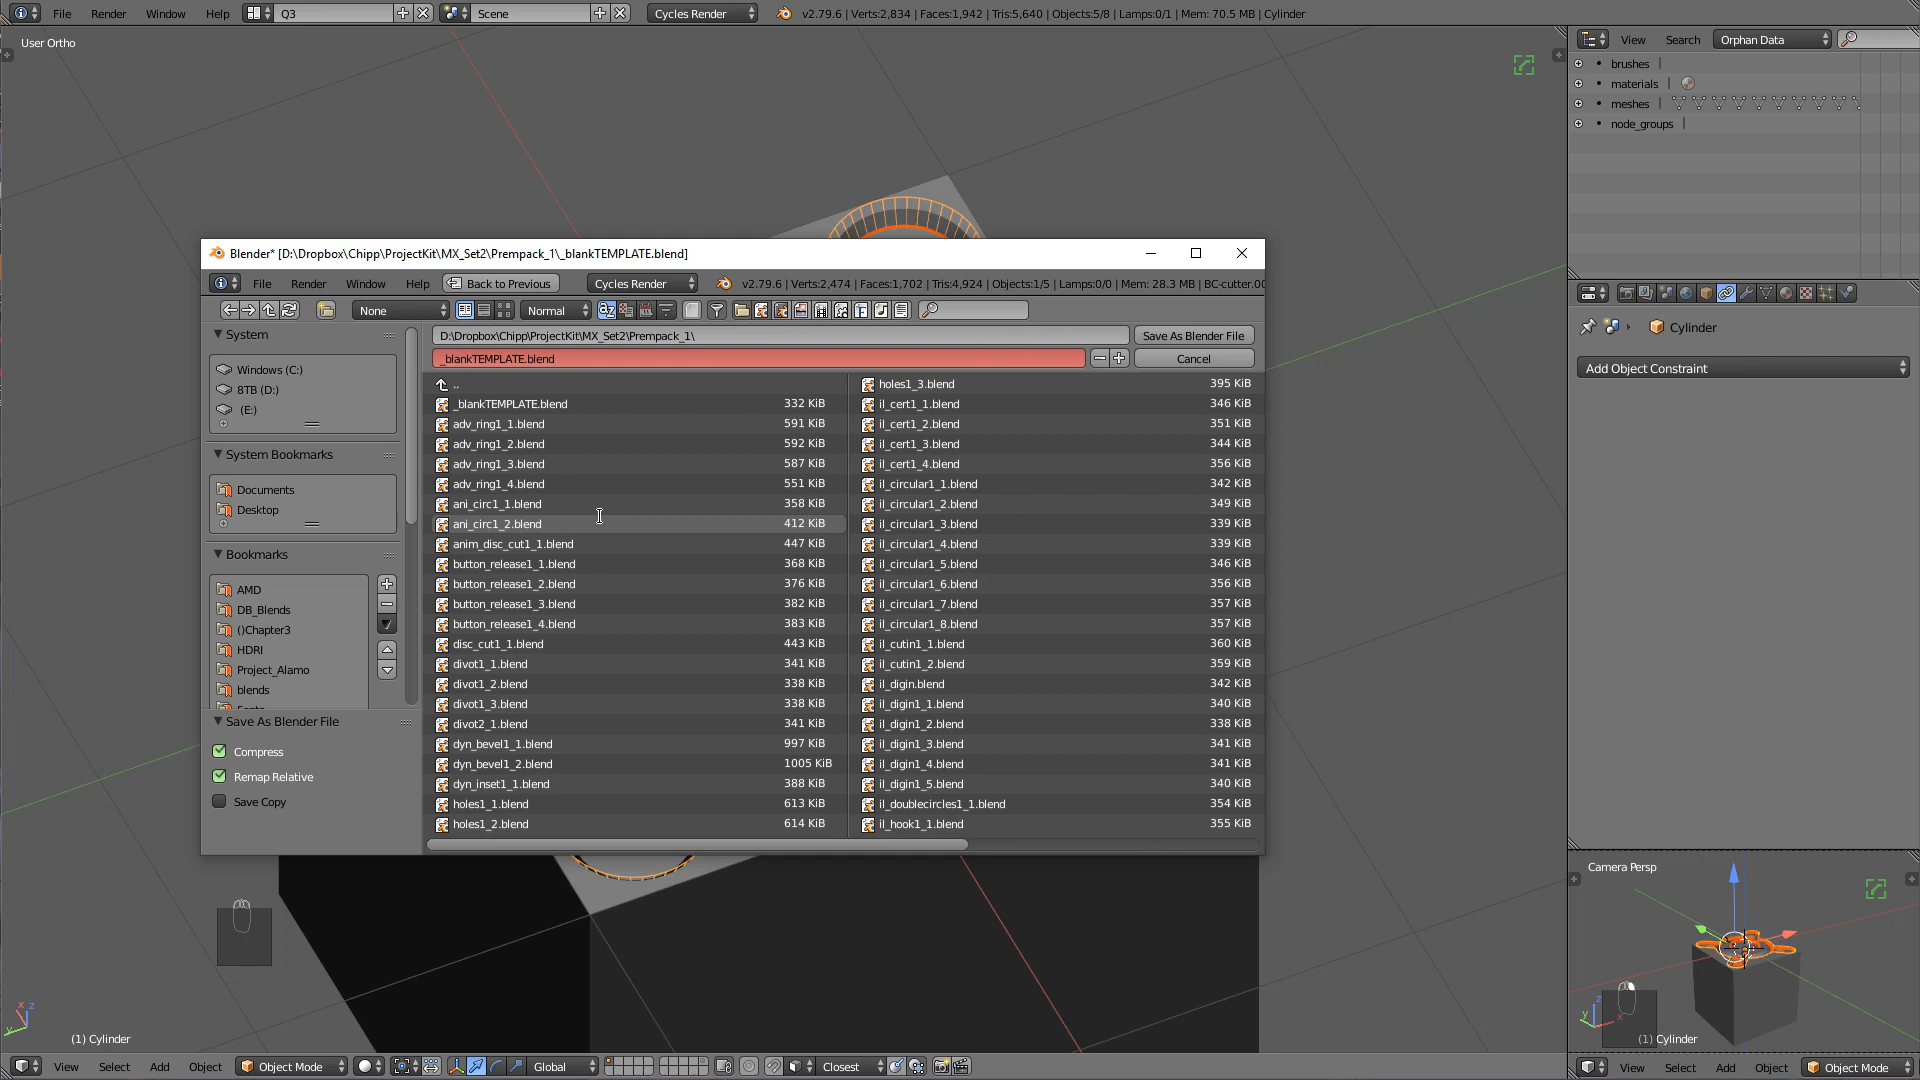 File Render Window Help Q3 Scene Cycles Render v2.79.6 | Verts:2,834 | Faces:1,942 | Tris:5,640 | Objects:5/8 | Lamps:0/1 | Mem: 70.5 MB | Cylinder
User Ortho
View Search Orphan Data
brushes
materials
meshes
node_groups
Cylinder
Add Object Constraint
Blender* [D:\Dropbox\Chipp\ProjectKit\MX_Set2\Prempack_1\_blankTEMPLATE.blend]
File Render Window Help Back to Previous Cycles Render v2.79.6 | Verts:2,474 | Faces:1,702 | Tris:4,924 | Objects:1/5 | Lamps:0/0 | Mem: 28.3 MB | BC-cutter.00
None Normal
System
Windows (C:)
8TB (D:)
(E:)
System Bookmarks
Documents
Desktop
Bookmarks
AMD
DB_Blends
()Chapter3
HDRI
Project_Alamo
blends
Save As Blender File
Compress
Remap Relative
Save Copy
D:\Dropbox\Chipp\ProjectKit\MX_Set2\Prempack_1\ Save As Blender File
_blankTEMPLATE.blend Cancel
..
_blankTEMPLATE.blend 332 KiB
adv_ring1_1.blend 591 KiB
adv_ring1_2.blend 592 KiB
adv_ring1_3.blend 587 KiB
adv_ring1_4.blend 551 KiB
ani_circ1_1.blend 358 KiB
ani_circ1_2.blend 412 KiB
anim_disc_cut1_1.blend 447 KiB
button_release1_1.blend 368 KiB
button_release1_2.blend 376 KiB
button_release1_3.blend 382 KiB
button_release1_4.blend 383 KiB
disc_cut1_1.blend 443 KiB
divot1_1.blend 341 KiB
divot1_2.blend 338 KiB
divot1_3.blend 338 KiB
divot2_1.blend 341 KiB
dyn_bevel1_1.blend 997 KiB
dyn_bevel1_2.blend 1005 KiB
dyn_inset1_1.blend 388 KiB
holes1_1.blend 613 KiB
holes1_2.blend 614 KiB
holes1_3.blend 395 KiB
il_cert1_1.blend 346 KiB
il_cert1_2.blend 351 KiB
il_cert1_3.blend 344 KiB
il_cert1_4.blend 356 KiB
il_circular1_1.blend 342 KiB
il_circular1_2.blend 349 KiB
il_circular1_3.blend 339 KiB
il_circular1_4.blend 339 KiB
il_circular1_5.blend 346 KiB
il_circular1_6.blend 356 KiB
il_circular1_7.blend 357 KiB
il_circular1_8.blend 357 KiB
il_cutin1_1.blend 360 KiB
il_cutin1_2.blend 359 KiB
il_digin.blend 342 KiB
il_digin1_1.blend 340 KiB
il_digin1_2.blend 338 KiB
il_digin1_3.blend 341 KiB
il_digin1_4.blend 341 KiB
il_digin1_5.blend 340 KiB
il_doublecircles1_1.blend 354 KiB
il_hook1_1.blend 355 KiB
Camera Persp
x z
y
(1) Cylinder
z
y x
(1) Cylinder
View Select Add Object Object Mode Global Closest
View Select Add Object Object Mode